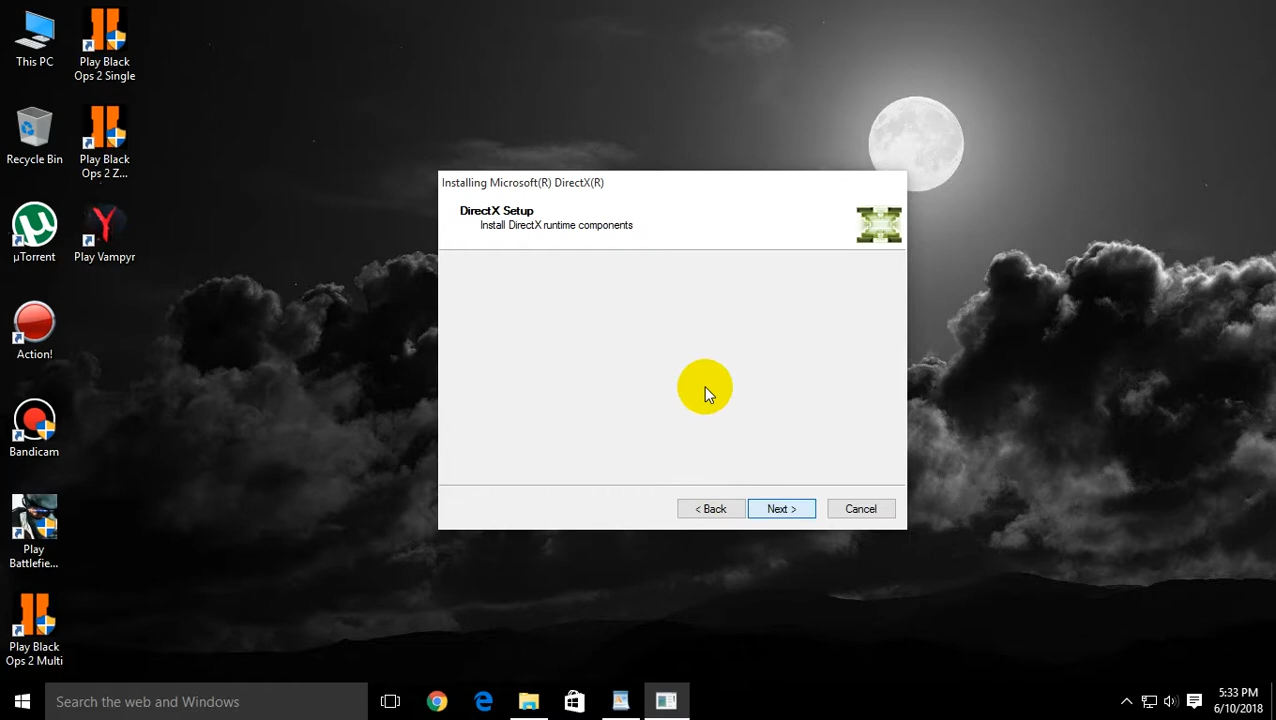 This PC
Play Black
Ops 2 Single
Recycle Bin
Play Black
Ops 2 Z...
µTorrent
Play Vampyr
Action!
Bandicam
Play
Battlefie...
Play Black
Ops 2 Multi
Installing Microsoft(R) DirectX(R)
DirectX Setup
Install DirectX runtime components
< Back
Next >
Cancel
Search the web and Windows
5:33 PM
6/10/2018